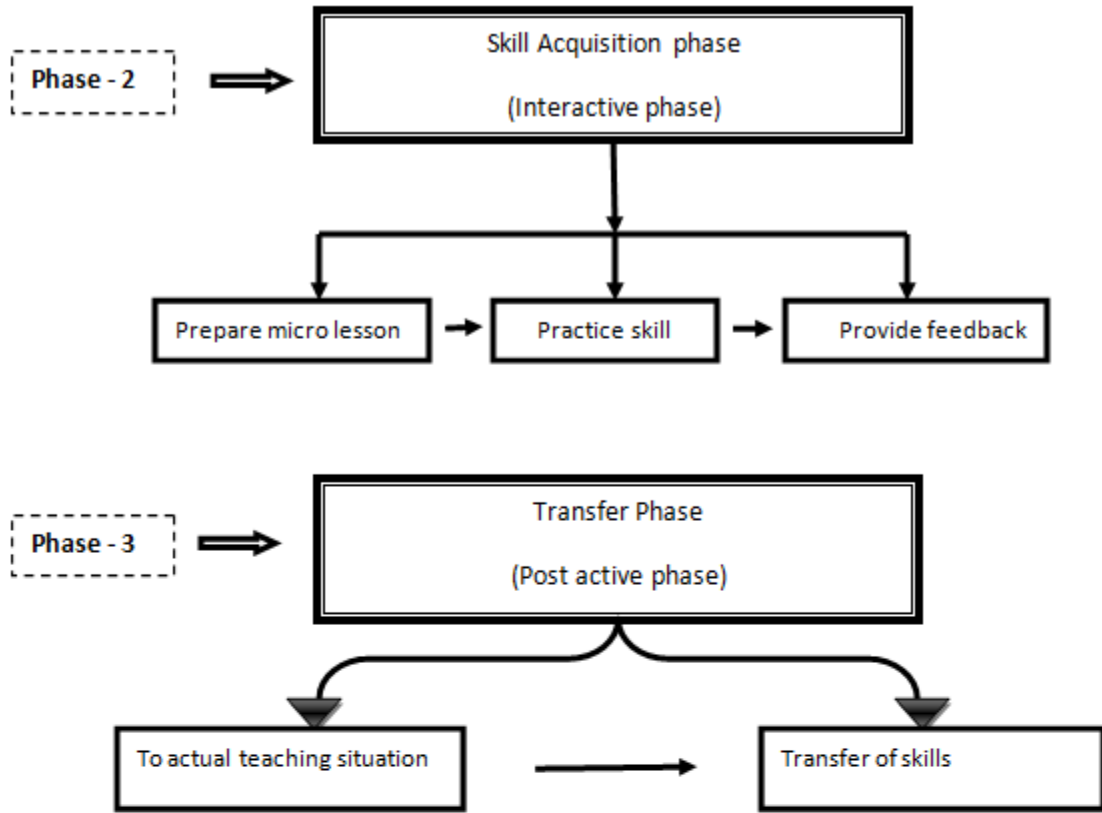 Skill Acquisition phase
Phase - 2
(Interactive phase)
Prepare micro lesson
Practice skill
Provide feedback
Transfer Phase
Phase - 3
(Post active phase)
To actual teaching situation
Transfer of skills